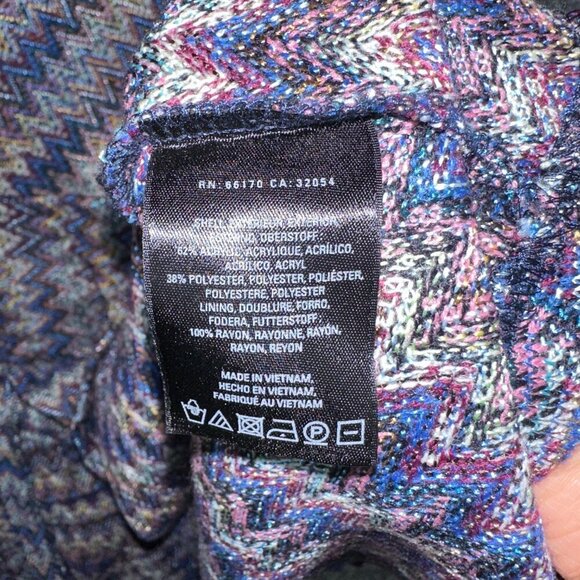 RN: 66170 CA: 32054
SHELL, EXTERIEUR, EXTERIOR,
OBERSTOFF:
62% ACRYLIC, ACRYLIQUE, ACRÍLICO,
ACRILICO, ACRYL
38% POLYESTER, POLYESTER, POLIÉSTER,
POLYESTERE, POLYESTER
LINING, DOUBLURE, FORRO,
FODERA, FUTTERSTOFF:
100% RAYON, RAYONNE, RAYÓN,
RAYON, REYON
MADE IN VIETNAM,
HECHO EN VIETNAM,
FABRIQUÉ AU VIETNAM
P